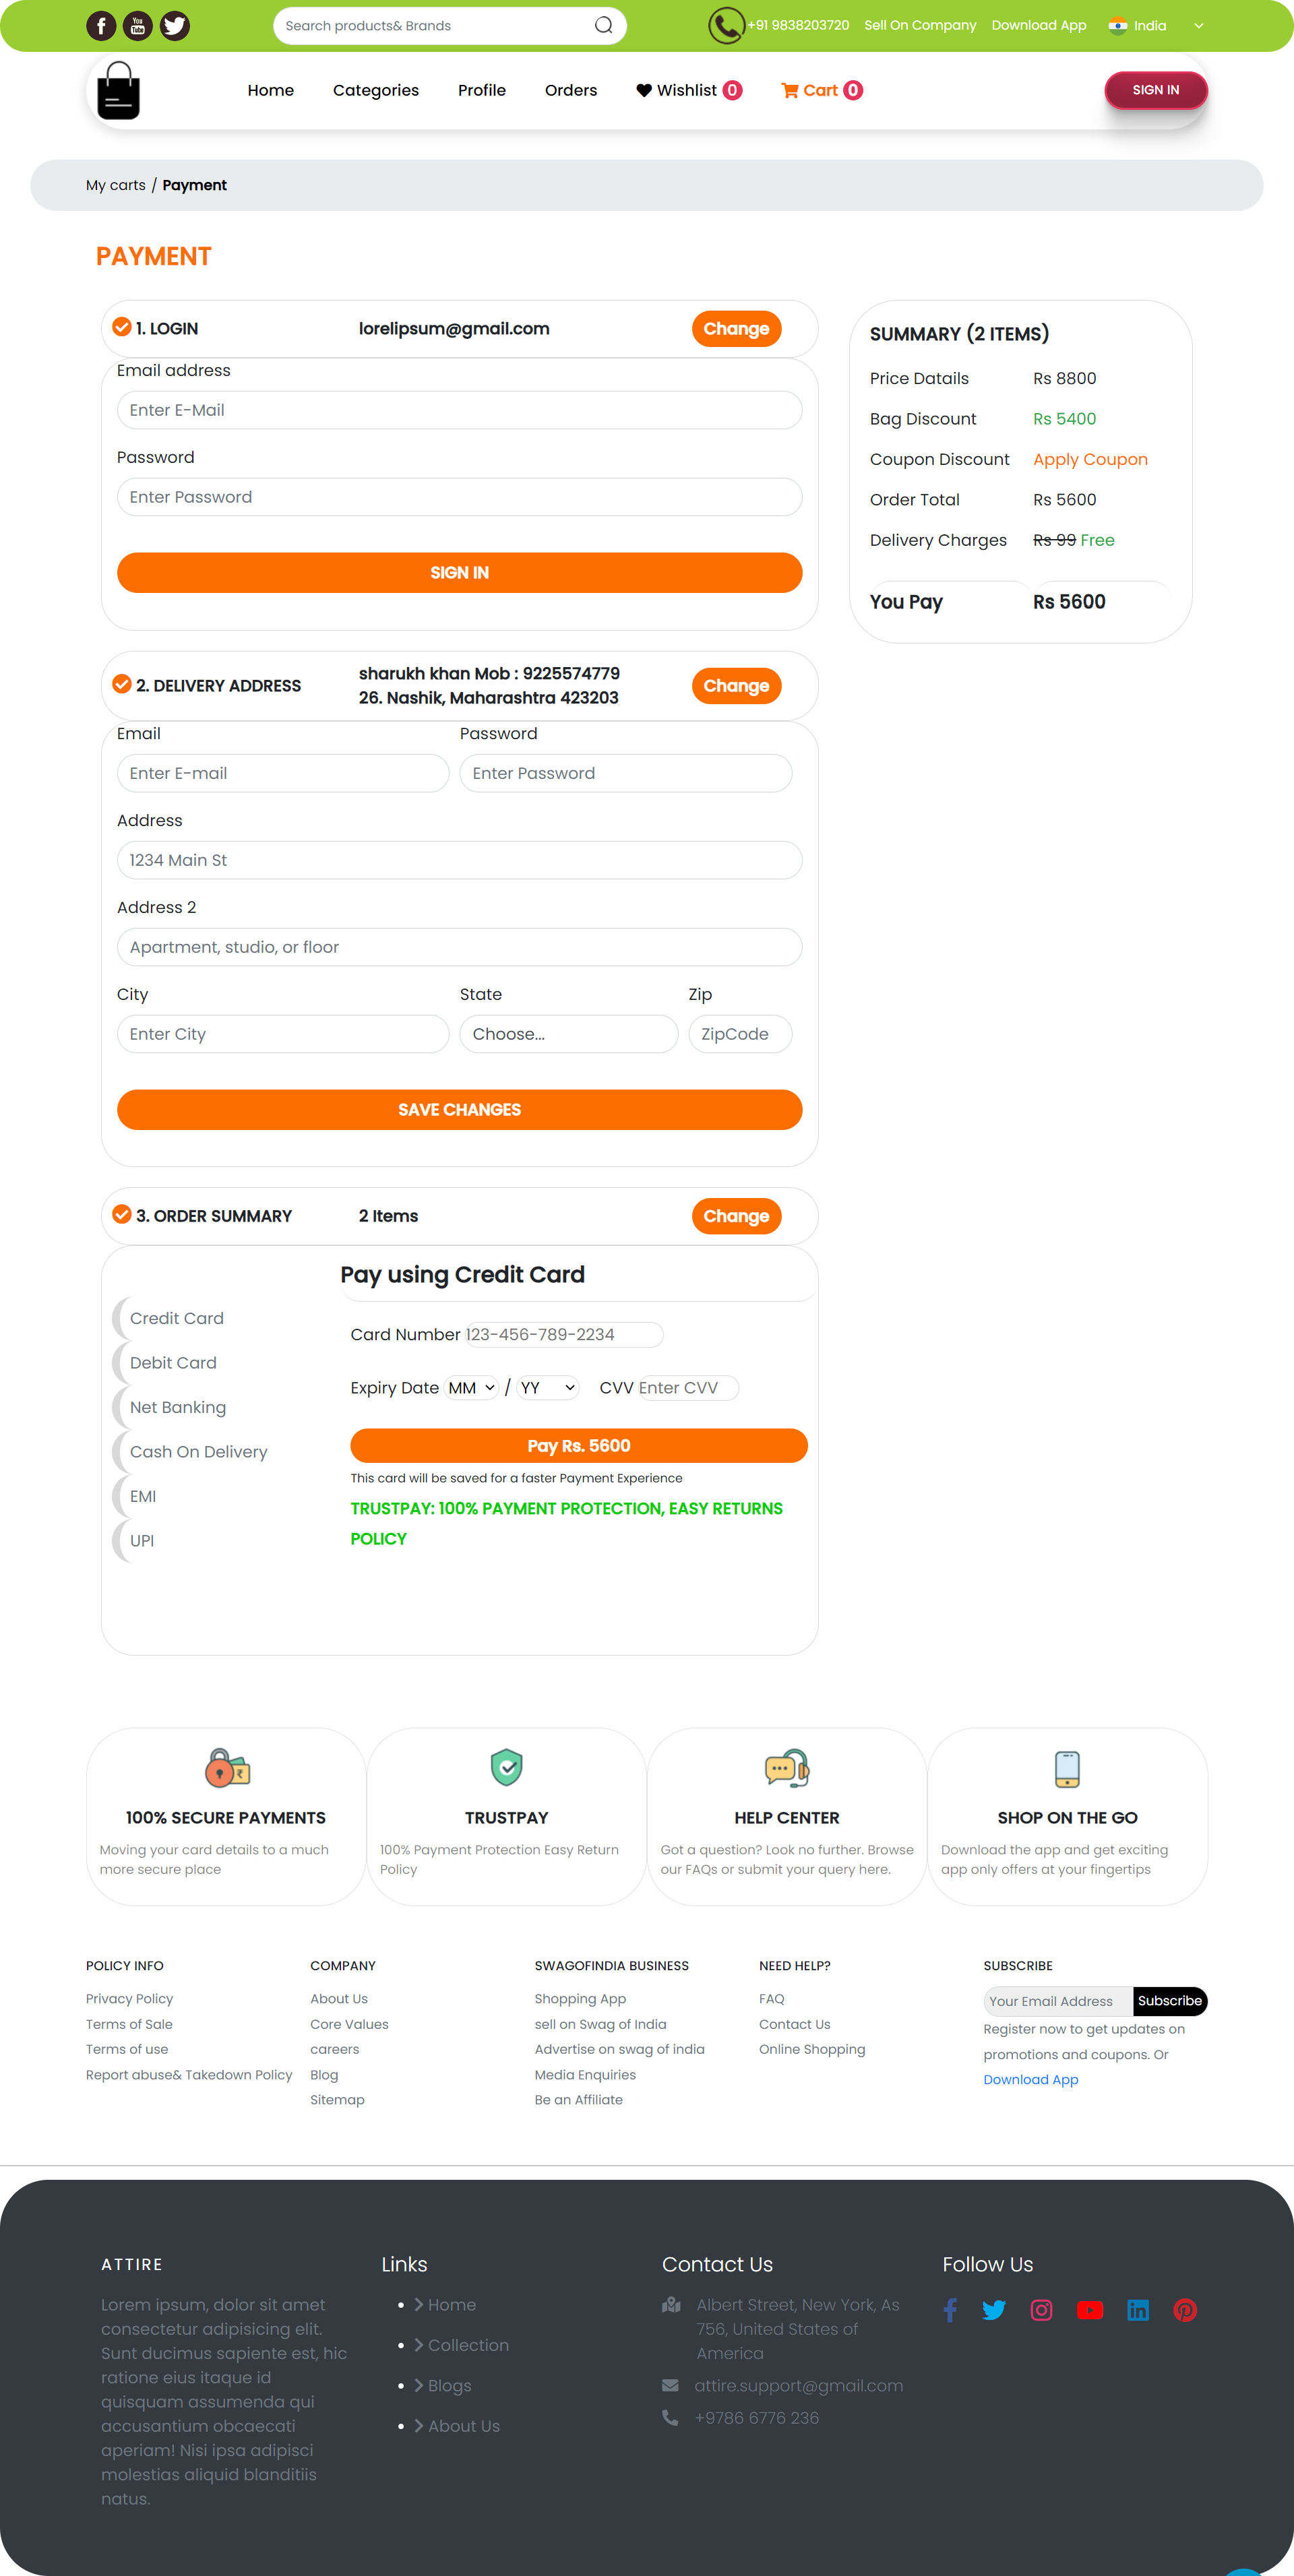 You Tube
Search products& Brands
+91 9838203720
Sell On Company
Download App
India
Home
Categories
Profile
Orders
Wishlist 0
Cart 0
SIGN IN
My carts / Payment
PAYMENT
1. LOGIN
lorelipsum@gmail.com
Change
Email address
Enter E-Mail
Password
Enter Password
SIGN IN
SUMMARY (2 ITEMS)
Price Datails Rs 8800
Bag Discount Rs 5400
Coupon Discount Apply Coupon
Order Total Rs 5600
Delivery Charges Rs 99 Free
You Pay Rs 5600
2. DELIVERY ADDRESS
sharukh khan Mob : 9225574779
26. Nashik, Maharashtra 423203
Change
Email
Password
Enter E-mail
Enter Password
Address
1234 Main St
Address 2
Apartment, studio, or floor
City
State
Zip
Enter City
Choose...
ZipCode
SAVE CHANGES
3. ORDER SUMMARY
2 Items
Change
Credit Card
Debit Card
Net Banking
Cash On Delivery
EMI
UPI
Pay using Credit Card
Card Number 123-456-789-2234
Expiry Date MM / YY CVV Enter CVV
Pay Rs. 5600
This card will be saved for a faster Payment Experience
TRUSTPAY: 100% PAYMENT PROTECTION, EASY RETURNS
POLICY
100% SECURE PAYMENTS
Moving your card details to a much
more secure place
TRUSTPAY
100% Payment Protection Easy Return
Policy
HELP CENTER
Got a question? Look no further. Browse
our FAQs or submit your query here.
SHOP ON THE GO
Download the app and get exciting
app only offers at your fingertips
POLICY INFO
Privacy Policy
Terms of Sale
Terms of use
Report abuse& Takedown Policy
COMPANY
About Us
Core Values
careers
Blog
Sitemap
SWAGOFINDIA BUSINESS
Shopping App
sell on Swag of India
Advertise on swag of india
Media Enquiries
Be an Affiliate
NEED HELP?
FAQ
Contact Us
Online Shopping
SUBSCRIBE
Your Email Address
Subscribe
Register now to get updates on
promotions and coupons. Or
Download App
ATTIRE
Lorem ipsum, dolor sit amet
consectetur adipisicing elit.
Sunt ducimus sapiente est, hic
ratione eius itaque id
quisquam assumenda qui
accusantium obcaecati
aperiam! Nisi ipsa adipisci
molestias aliquid blanditiis
natus.
Links
Home
Collection
Blogs
About Us
Contact Us
Albert Street, New York, As
756, United States of
America
attire.support@gmail.com
+9786 6776 236
Follow Us